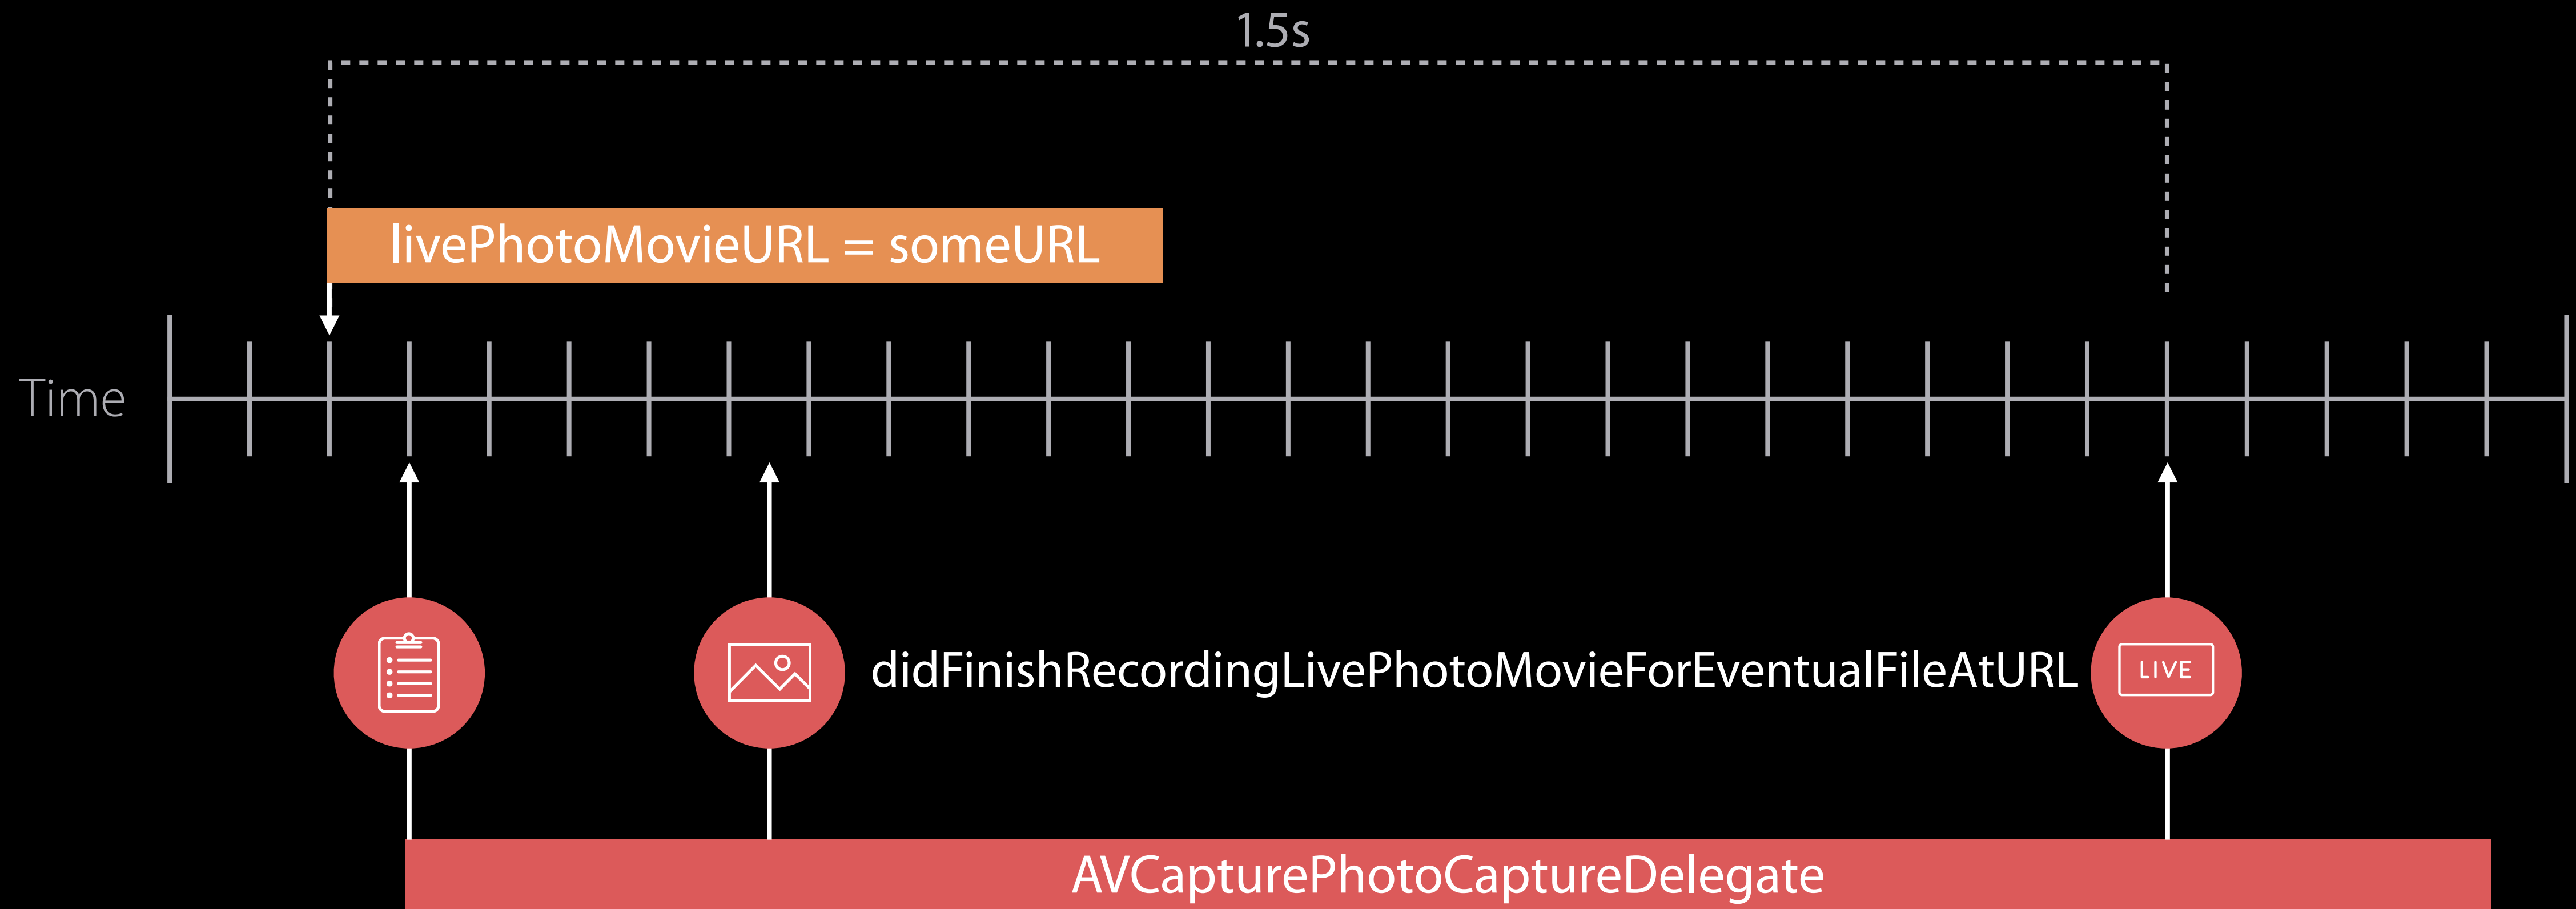 1.5s
livePhotoMovieURL = someURL
Time
didFinishRecordingLivePhotoMovieForEventualFileAtURL
LIVE
AVCapturePhotoCaptureDelegate